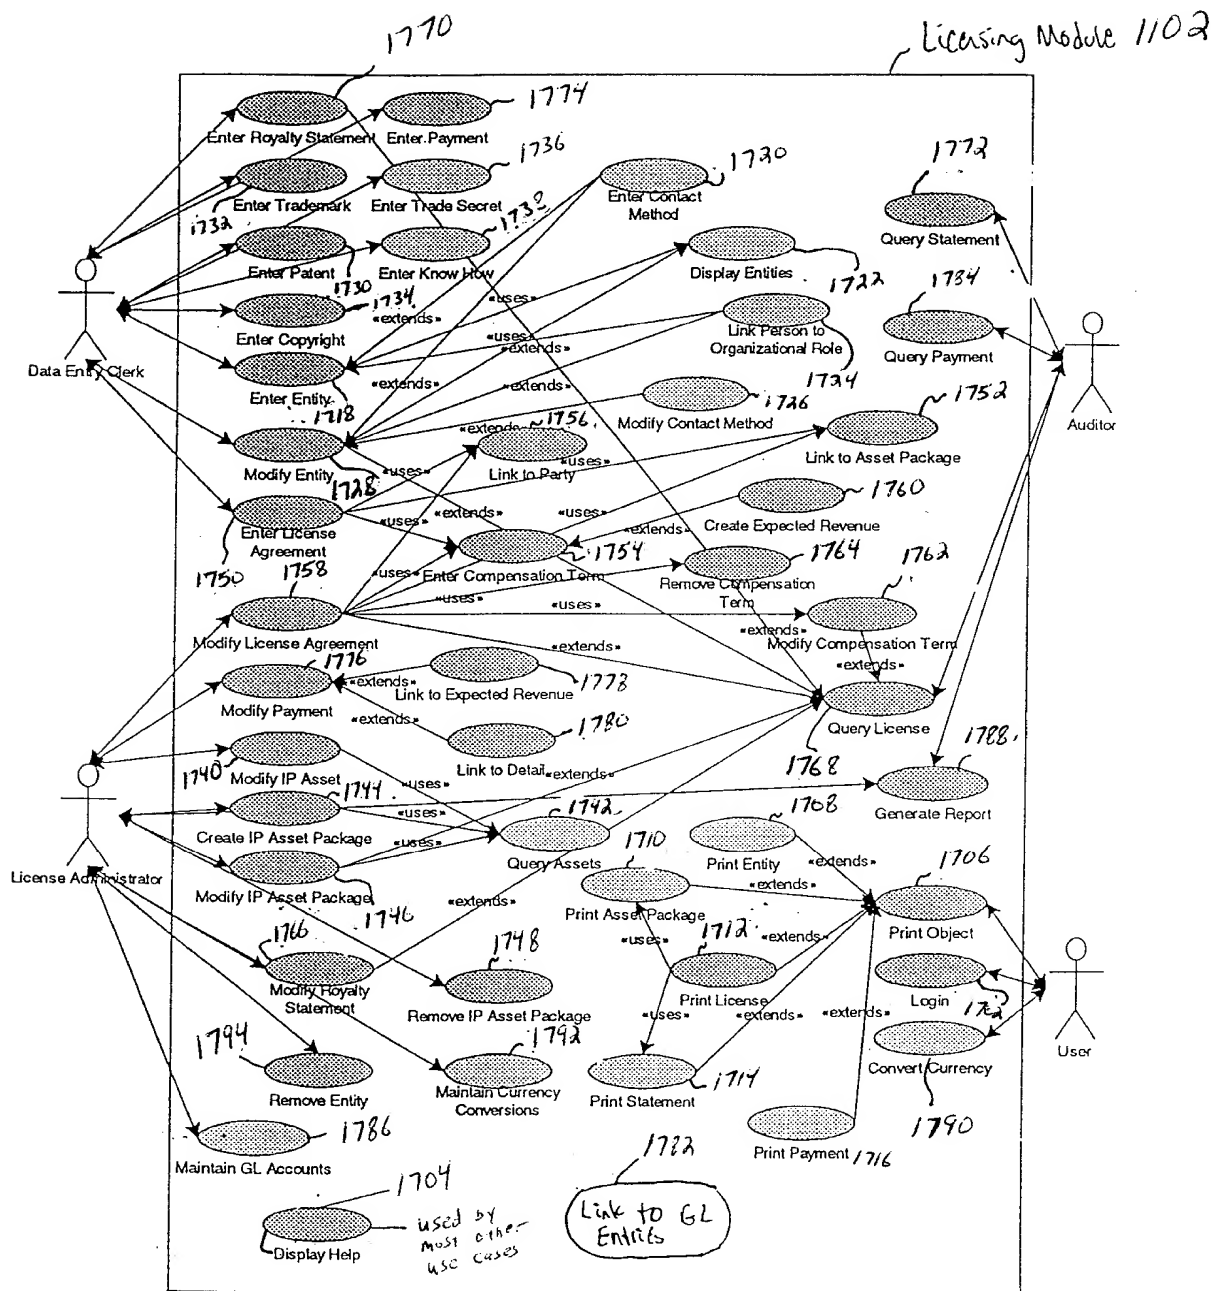 Licensing Module 1102
1770
1774
Enter Royalty Statement
Enter Payment
1736
1720
1772
1732
Enter Trademark
Enter Trade Secret
Enter Contact
Method
Query Statement
1738
Enter Patent
1730
Enter Know How
Display Entities
1722
1784
1734
«uses»
«extends»
Enter Copyright
«uses»
«extends»
Link Person to
Organizational Role
1724
Query Payment
Data Entry Clerk
Enter Entity
1718
«extends»
«extends»
1726
Modify Contact Method
1752
Auditor
1756
«extends»
Modify Entity
1728
«uses»
Link to Party
«uses»
Link to Asset Package
1760
Enter License
Agreement
1750
«uses»
«extends»
«uses»
«extends»
Create Expected Revenue
1754
1764
1762
1758
«uses»
Enter Compensation Term
«uses»
Remove Compensation
Term
«uses»
Modify License Agreement
«extends»
«extends»
Modify Compensation Term
«extends»
1776
Modify Payment
«extends»
Link to Expected Revenue
1778
Query License
1768
«extends»
1780
1788
1740
Modify IP Asset
Link to Detail
«extends»
«uses»
1744
1742
1708
Generate Report
Create IP Asset Package
«uses»
Query Assets
1710
Print Entity
«extends»
1706
License Administrator
«uses»
Modify IP Asset Package
1746
Print Asset Package
«extends»
Print Object
«extends»
1766
1748
«uses»
1712
«extends»
Modify Royalty
Statement
Remove IP Asset Package
Print License
Login
1702
«uses»
«extends»
«extends»
1794
1792
User
Remove Entity
Maintain Currency
Conversions
Print Statement
1714
Convert Currency
1790
1786
Maintain GL Accounts
Print Payment 1716
1782
1704
Link to GL
Entries
Display Help
used by
most other
use cases